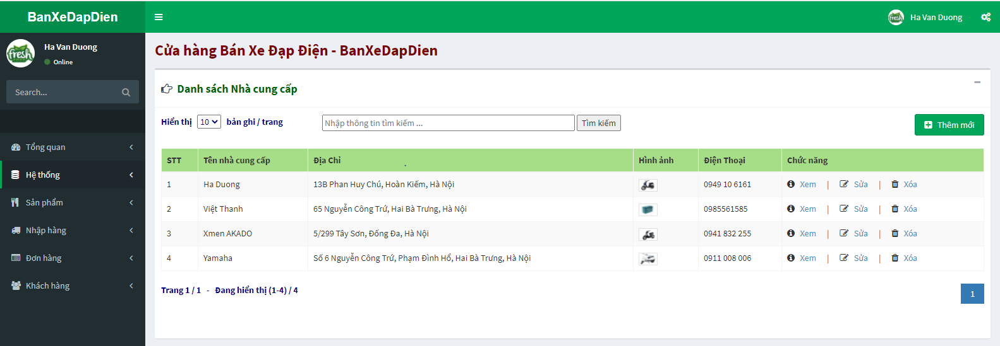 BanXeDapDien
Ha Van Duong
Ha Van Duong
Online
Search...
Tổng quan
Hệ thống
Sản phẩm
Nhập hàng
Đơn hàng
Khách hàng
Cửa hàng Bán Xe Đạp Điện - BanXeDapDien
Danh sách Nhà cung cấp
Hiển thị 10 bản ghi / trang Nhập thông tin tìm kiếm ... Tìm kiếm Thêm mới
STT Tên nhà cung cấp Địa Chỉ Hình ảnh Điện Thoại Chức năng
1 Ha Duong 13B Phan Huy Chú, Hoàn Kiếm, Hà Nội 0949 10 6161 Xem | Sửa | Xóa
2 Việt Thanh 65 Nguyễn Công Trứ, Hai Bà Trưng, Hà Nội 0985561585 Xem | Sửa | Xóa
3 Xmen AKADO 5/299 Tây Sơn, Đống Đa, Hà Nội 0941 832 255 Xem | Sửa | Xóa
4 Yamaha Số 6 Nguyễn Công Trứ, Phạm Đình Hổ, Hai Bà Trưng, Hà Nội 0911 008 006 Xem | Sửa | Xóa
Trang 1 / 1 - Đang hiển thị (1-4) / 4 1